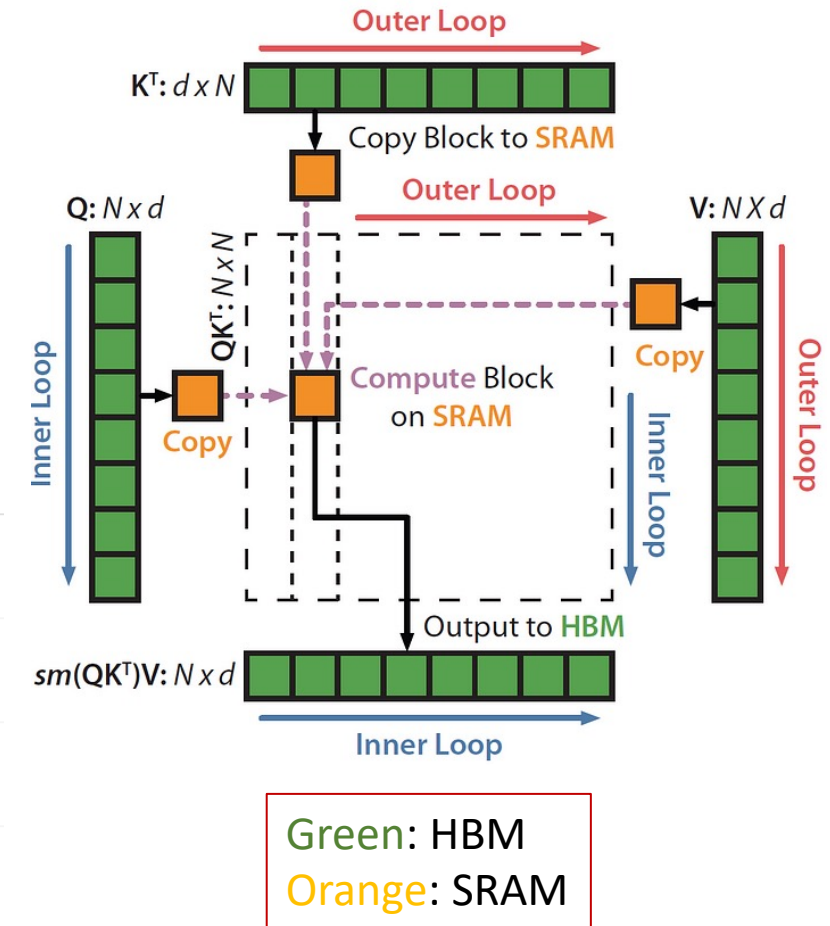 Outer Loop
Kᵀ: d x N
Copy Block to SRAM
Outer Loop
Q: N x d
V: N X d
QKᵀ: N x N
Copy
Compute Block
on SRAM
Copy
Inner Loop
Inner Loop
Outer Loop
Output to HBM
sm(QKᵀ)V: N x d
Inner Loop
Green: HBM
Orange: SRAM